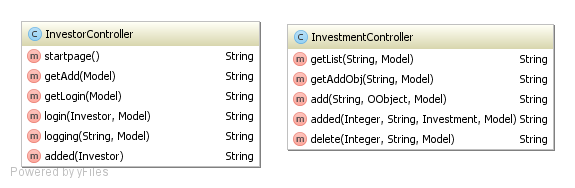 C InvestorController
m startpage() String
m getAdd(Model) String
m getLogin(Model) String
m login(Investor, Model) String
m logging(String, Model) String
m added(Investor) String
C InvestmentController
m getList(String, Model) String
m getAddObj(String, Model) String
m add(String, OObject, Model) String
m added(Integer, String, Investment, Model) String
m delete(Integer, String, Model) String
Powered by yFiles